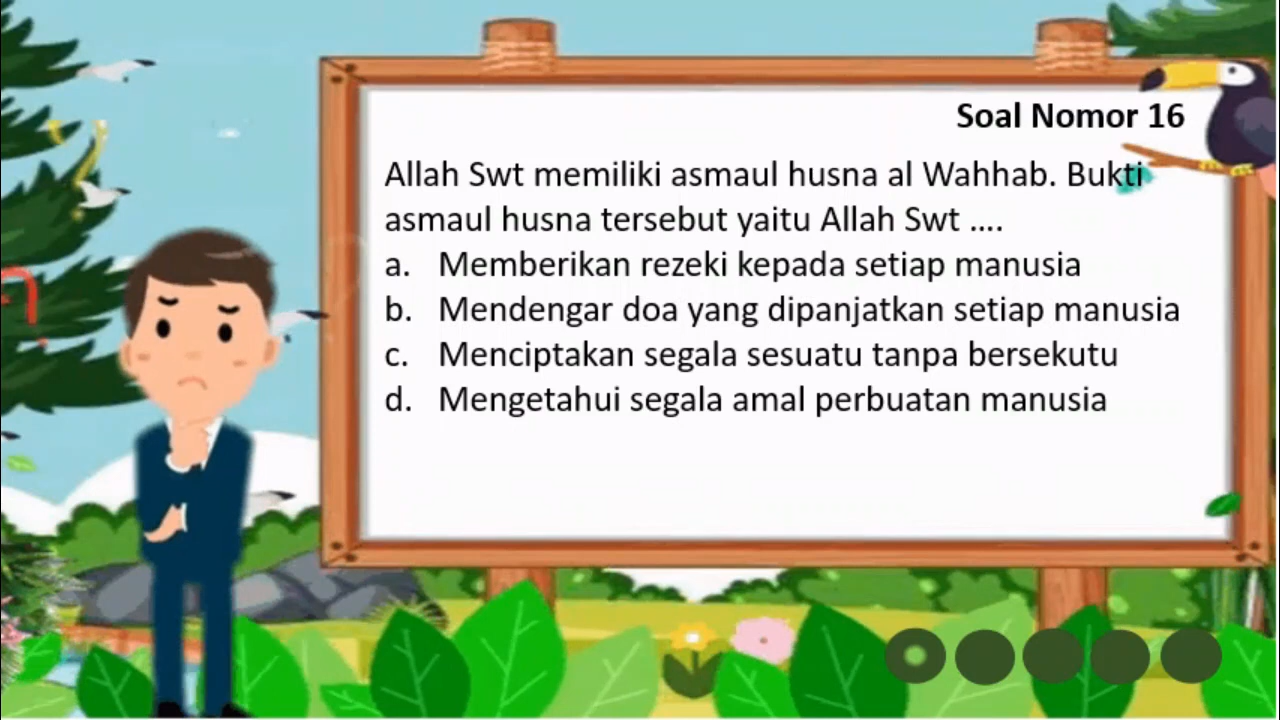 Soal Nomor 16
Allah Swt memiliki asmaul husna al Wahhab. Bukti
asmaul husna tersebut yaitu Allah Swt ....
a. Memberikan rezeki kepada setiap manusia
b. Mendengar doa yang dipanjatkan setiap manusia
c. Menciptakan segala sesuatu tanpa bersekutu
d. Mengetahui segala amal perbuatan manusia